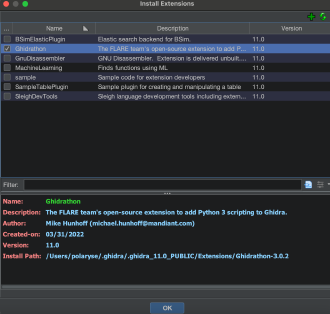 Install Extensions
... Name Description Version
BSimElasticPlugin Elastic search backend for BSim. 11.0
Ghidrathon The FLARE team's open-source extension to add P... 11.0
GnuDisassembler GNU Disassembler. Extension is delivered unbuilt.... 11.0
MachineLearning Finds functions using ML 11.0
sample Sample code for extension developers 11.0
SampleTablePlugin Sample plugin for creating and manipulating a table 11.0
SleighDevTools Sleigh language development tools including extern... 11.0
Filter:
Name: Ghidrathon
Description: The FLARE team's open-source extension to add Python 3 scripting to Ghidra.
Author: Mike Hunhoff (michael.hunhoff@mandiant.com)
Created-on: 03/31/2022
Version: 11.0
Install Path: /Users/polaryse/.ghidra/.ghidra_11.0_PUBLIC/Extensions/Ghidrathon-3.0.2
OK